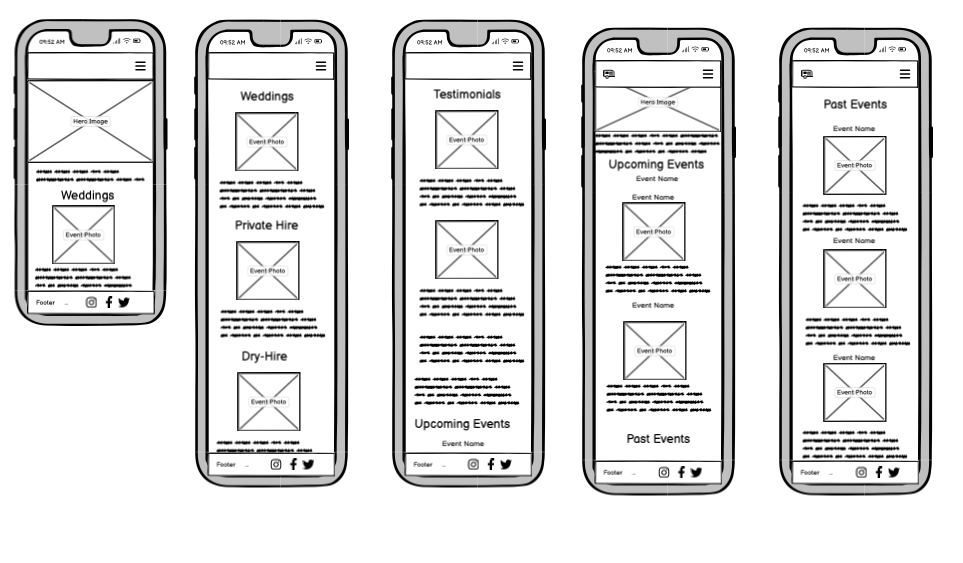 09:52 AM
Hero Image
Weddings
Event Photo
Footer ...
09:52 AM
Weddings
Event Photo
Private Hire
Event Photo
Dry-Hire
Event Photo
Footer ...
09:52 AM
Testimonials
Event Photo
Event Photo
Upcoming Events
Event Name
Footer ...
09:52 AM
Hero Image
Upcoming Events
Event Name
Event Name
Event Photo
Event Name
Event Photo
Past Events
Footer ...
09:52 AM
Past Events
Event Name
Event Photo
Event Name
Event Photo
Event Name
Event Photo
Footer ...